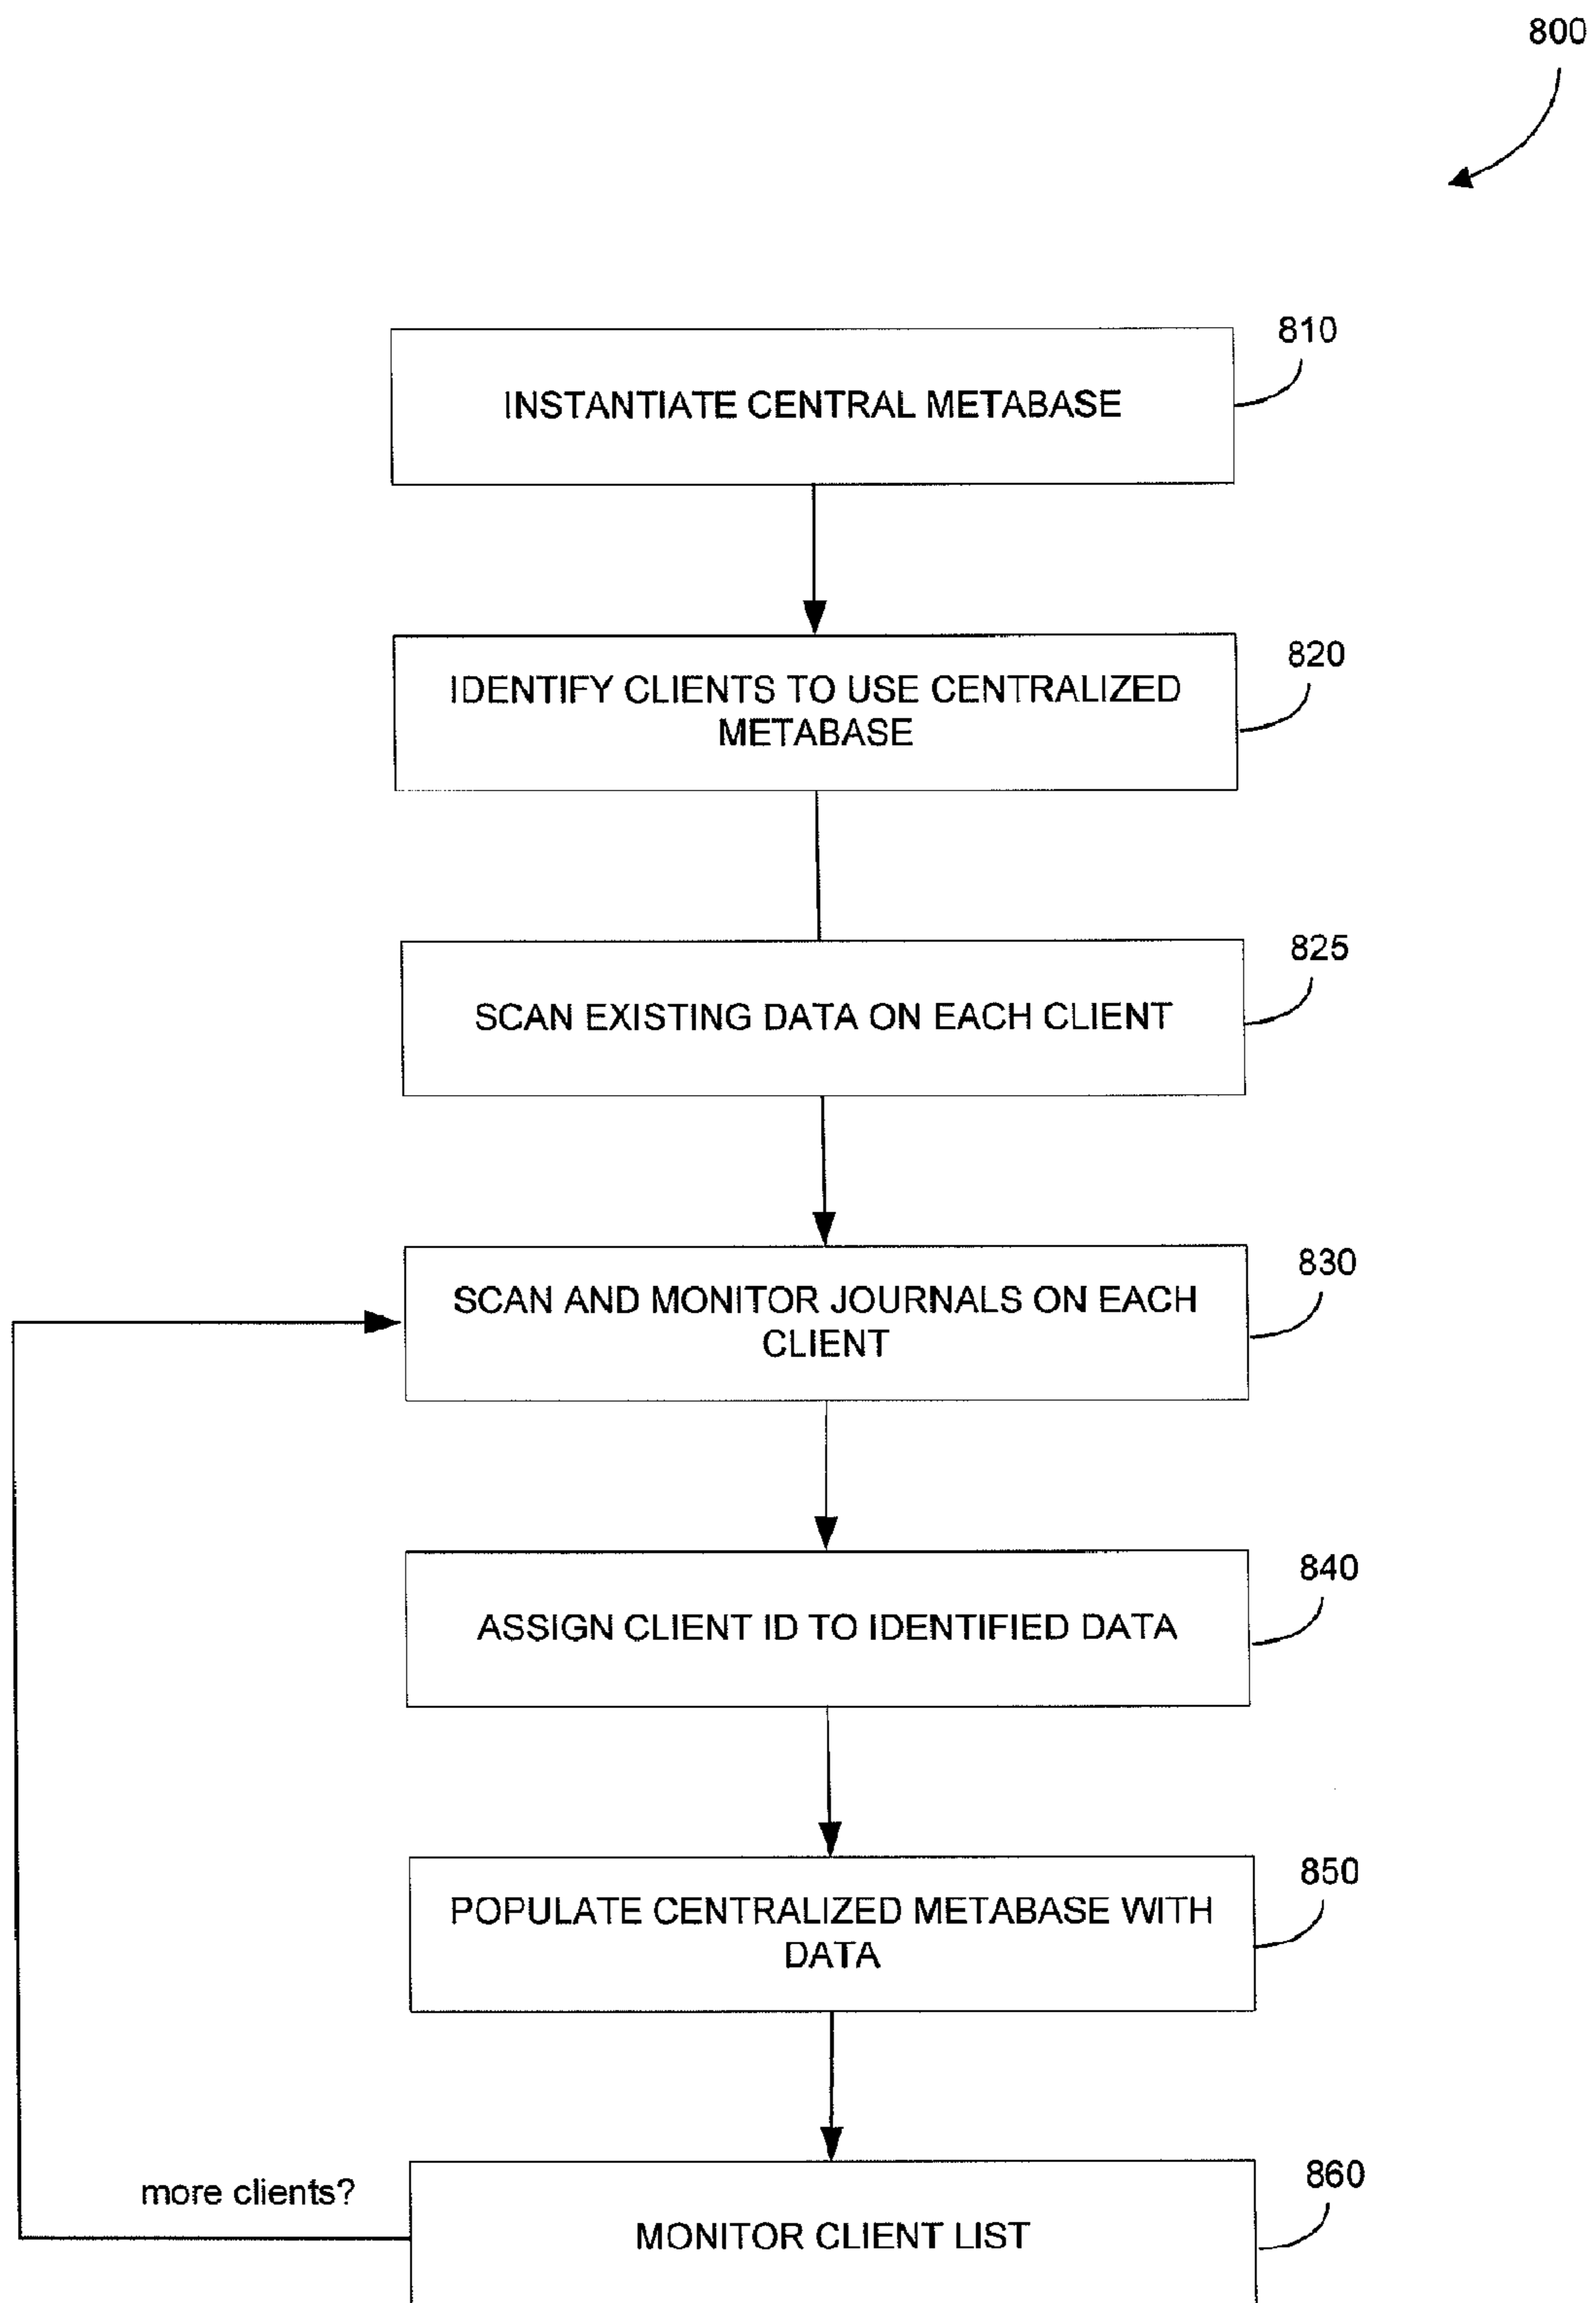 800
810
INSTANTIATE CENTRAL METABASE
820
IDENTIFY CLIENTS TO USE CENTRALIZED
METABASE
825
SCAN EXISTING DATA ON EACH CLIENT
830
SCAN AND MONITOR JOURNALS ON EACH
CLIENT
840
ASSIGN CLIENT ID TO IDENTIFIED DATA
850
POPULATE CENTRALIZED METABASE WITH
DATA
860
more clients?
MONITOR CLIENT LIST